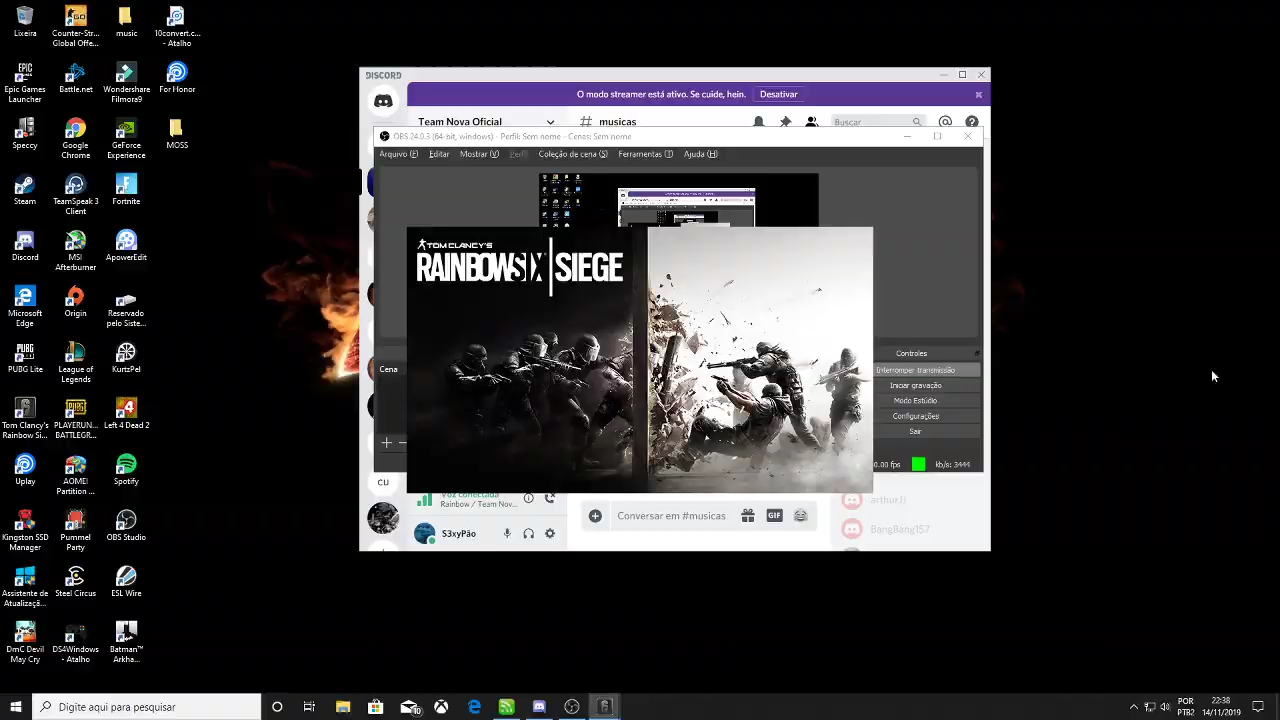 Lixeira
Counter-Str...
Global Offe...
music
10convert.c...
- Atalho
Epic Games
Launcher
Battle.net
Wondershare
Filmora9
For Honor
Speccy
Google
Chrome
GeForce
Experience
MOSS
Steam
TeamSpeak 3
Client
Fortnite
Discord
MSI
Afterburner
ApowerEdit
Microsoft
Edge
Origin
Reservado
pelo Siste...
PUBG Lite
League of
Legends
KurtzPel
Tom Clancy's
Rainbow Si...
PLAYERUN...
BATTLEGR...
Left 4 Dead 2
Uplay
AOMEI
Partition ...
Spotify
Kingston SSD
Manager
Pummel
Party
OBS Studio
Assistente de
Atualizaçã...
Steel Circus
ESL Wire
DmC Devil
May Cry
DS4Windows
- Atalho
Batman™
Arkha...
DISCORD
O modo streamer está ativo. Se cuide, hein.
Desativar
Team Nova Oficial
# musicas
Buscar
OBS 24.0.3 (64-bit, windows) - Perfil: Sem nome - Cenas: Sem nome
Arquivo (F)
Editar
Mostrar (V)
Perfil
Coleção de cena (S)
Ferramentas (T)
Ajuda (H)
TOM CLANCY'S
RAINBOWSIX SIEGE
Cena
Controles
Interromper transmissão
Iniciar gravação
Modo Estúdio
Configurações
Sair
0.00 fps
kb/s: 3444
CU
Voz conectada
Rainbow / Team Nov...
S3xyPão
Conversar em #musicas
GIF
BangBang157
Digite aqui para pesquisar
10
POR
PTB2
22:38
14/11/2019